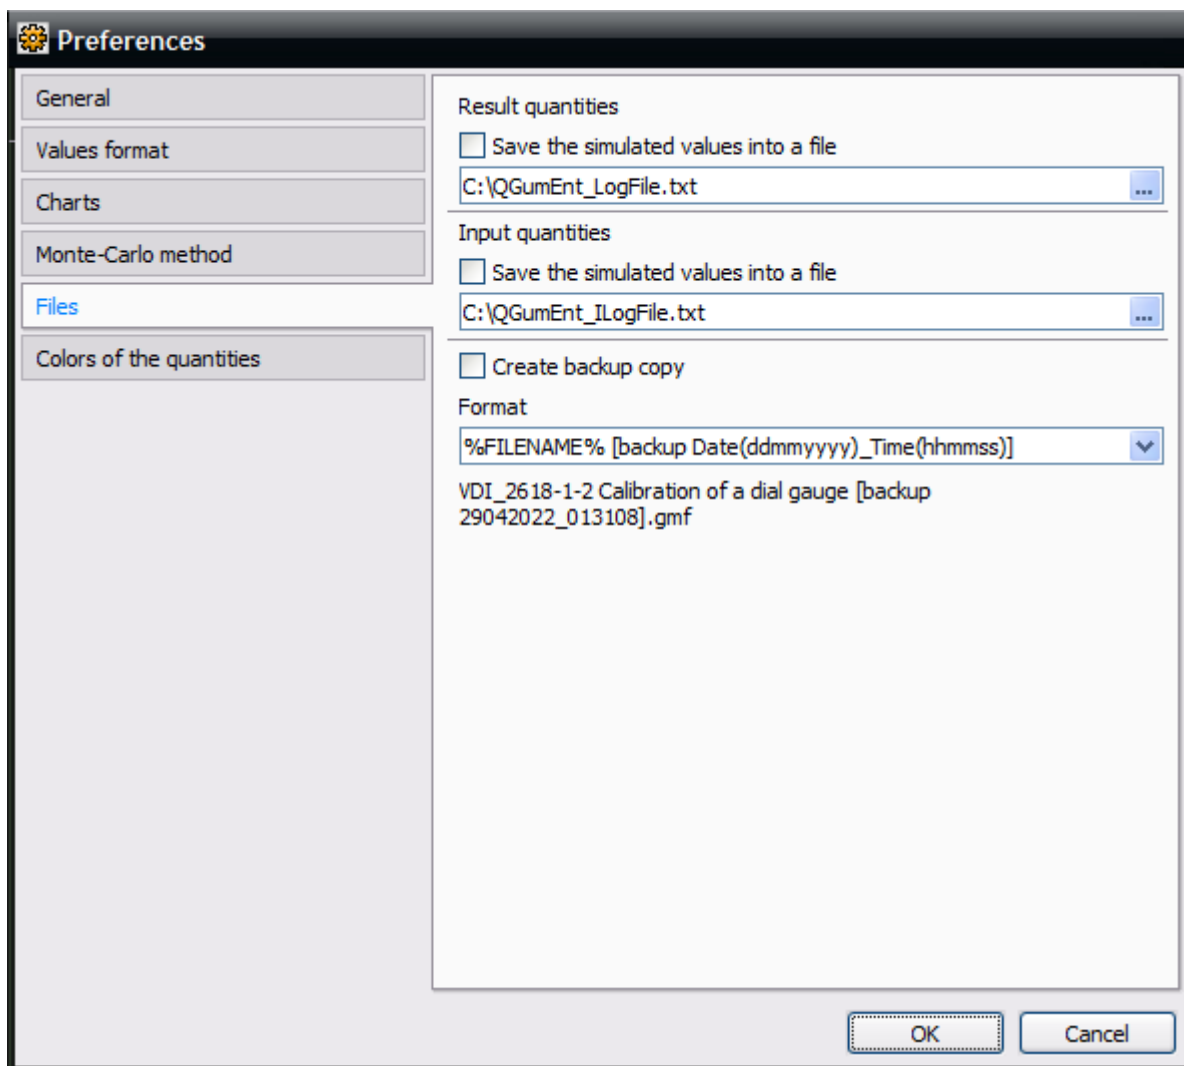 Preferences
General
Values format
Charts
Monte-Carlo method
Files
Colors of the quantities
Result quantities
Save the simulated values into a file
C:\QGumEnt_LogFile.txt
...
Input quantities
Save the simulated values into a file
C:\QGumEnt_ILogFile.txt
...
Create backup copy
Format
%FILENAME% [backup Date(ddmmyyyy)_Time(hhmmss)]
VDI_2618-1-2 Calibration of a dial gauge [backup
29042022_013108].gmf
OK
Cancel